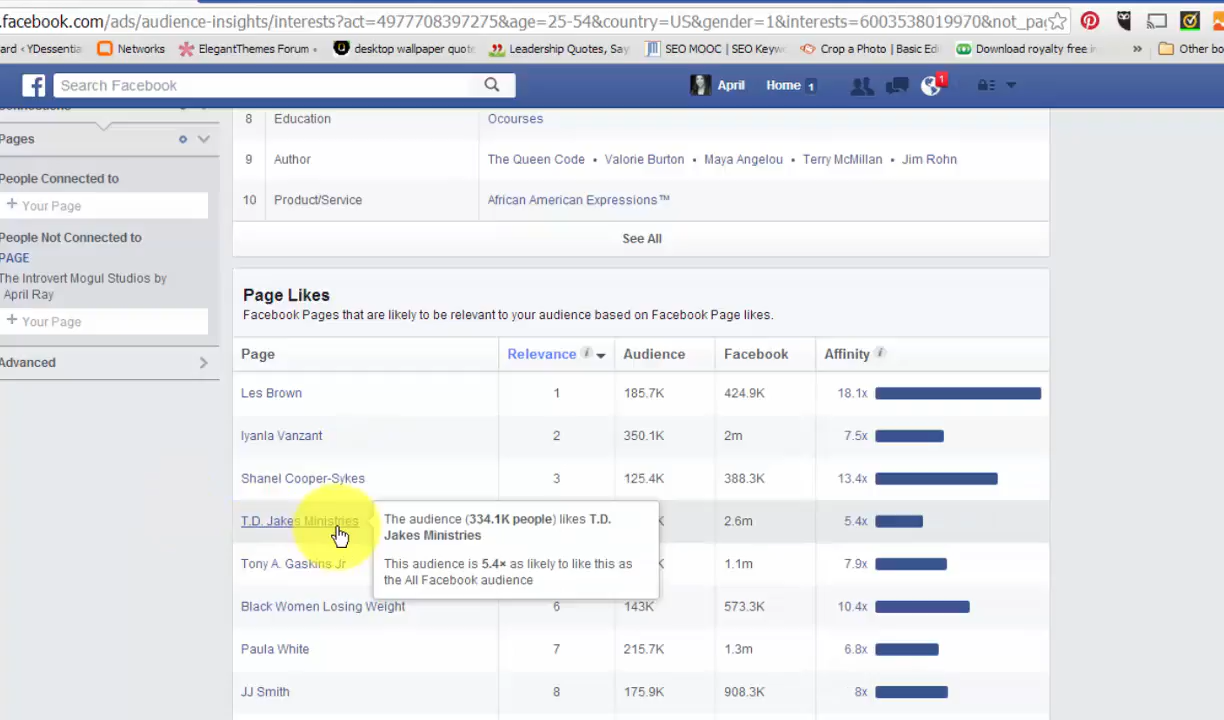 .facebook.com/ads/audience-insights/interests?act=4977708397275&age=25-54&country=US&gender=1&interests=6003538019970&not_pa
ard ‹ YDessentia Networks ElegantThemes Forum • desktop wallpaper quote Leadership Quotes, Say SEO MOOC | SEO Keyw Crop a Photo | Basic Edi Download royalty free i » Other bo
Search Facebook April Home 1 1
8 Education Ocourses
Pages
9 Author The Queen Code • Valorie Burton • Maya Angelou • Terry McMillan • Jim Rohn
People Connected to
+ Your Page
10 Product/Service African American Expressions™
People Not Connected to
See All
PAGE
The Introvert Mogul Studios by
April Ray
+ Your Page
Advanced
Page Likes
Facebook Pages that are likely to be relevant to your audience based on Facebook Page likes.
Page Relevance Audience Facebook Affinity
Les Brown 1 185.7K 424.9K 18.1x
Iyanla Vanzant 2 350.1K 2m 7.5x
Shanel Cooper-Sykes 3 125.4K 388.3K 13.4x
T.D. Jakes Ministries K 2.6m 5.4x
The audience (334.1K people) likes T.D.
Jakes Ministries
This audience is 5.4× as likely to like this as
the All Facebook audience
Tony A. Gaskins Jr K 1.1m 7.9x
Black Women Losing Weight 6 143K 573.3K 10.4x
Paula White 7 215.7K 1.3m 6.8x
JJ Smith 8 175.9K 908.3K 8x